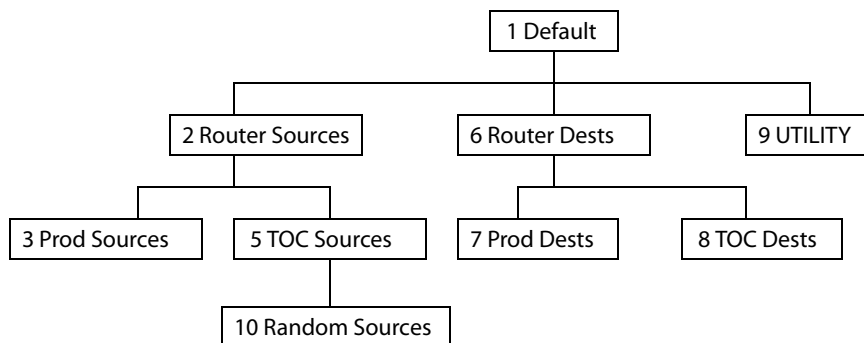 1 Default
2 Router Sources
6 Router Dests
9 UTILITY
3 Prod Sources
5 TOC Sources
7 Prod Dests
8 TOC Dests
10 Random Sources